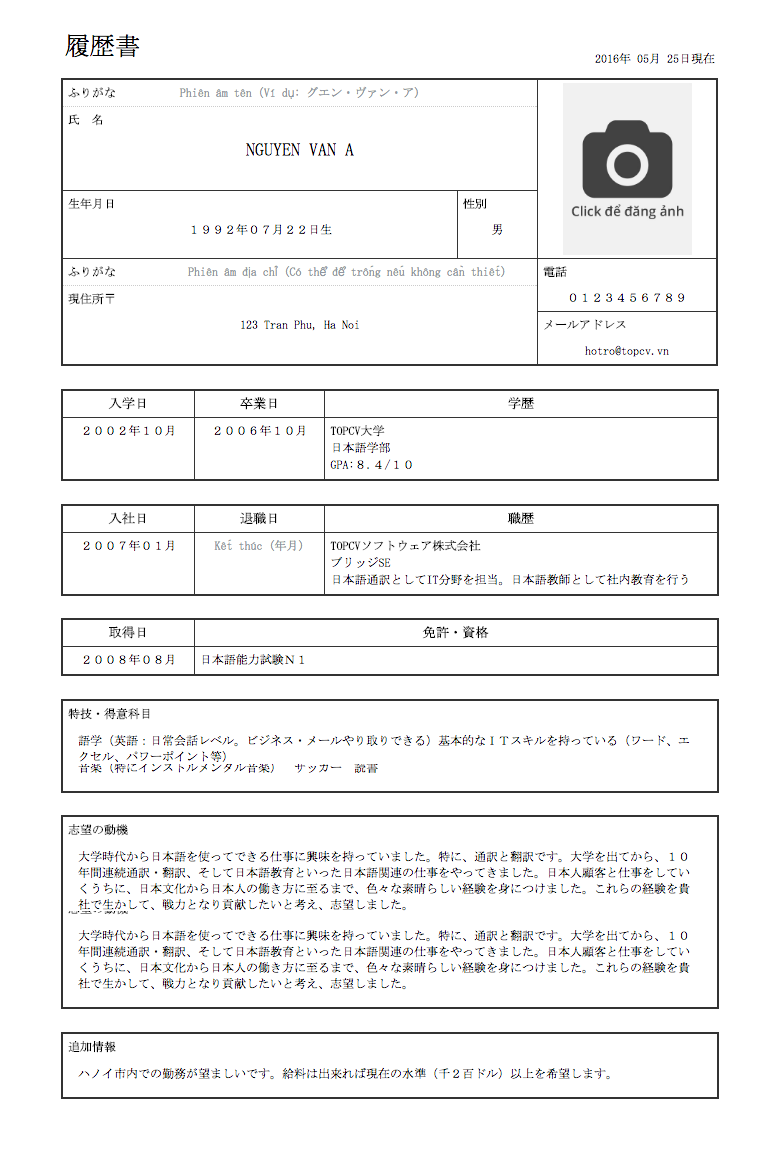 履歴書
2016年 05月 25日現在
ふりがな Phiên âm tên (Ví dụ: グエン・ヴァン・ア)
氏　名
NGUYEN VAN A
Click để đăng ảnh
生年月日
性別
１９９２年０７月２２日生
男
ふりがな Phiên âm địa chỉ (Có thể để trống nếu không cần thiết)
電話
０１２３４５６７８９
現住所〒
123 Tran Phu, Ha Noi
メールアドレス
hotro@topcv.vn
入学日 卒業日 学歴
２００２年１０月 ２００６年１０月 TOPCV大学
日本語学部
GPA:８.４/１０
入社日 退職日 職歴
２００７年０１月 Kết thúc (年月) TOPCVソフトウェア株式会社
ブリッジSE
日本語通訳としてIT分野を担当。日本語教師として社内教育を行う
取得日 免許・資格
２００８年０８月 日本語能力試験Ｎ１
特技・得意科目
語学（英語：日常会話レベル。ビジネス・メールやり取りできる）基本的なＩＴスキルを持っている（ワード、エ
クセル、パワーポイント等）
音楽（特にインストルメンタル音楽）　サッカー　読書
志望の動機
大学時代から日本語を使ってできる仕事に興味を持っていました。特に、通訳と翻訳です。大学を出てから、１０
年間連続通訳・翻訳、そして日本語教育といった日本語関連の仕事をやってきました。日本人顧客と仕事をしてい
くうちに、日本文化から日本人の働き方に至るまで、色々な素晴らしい経験を身につけました。これらの経験を貴
社で生かして、戦力となり貢献したいと考え、志望しました。
志望の動機
大学時代から日本語を使ってできる仕事に興味を持っていました。特に、通訳と翻訳です。大学を出てから、１０
年間連続通訳・翻訳、そして日本語教育といった日本語関連の仕事をやってきました。日本人顧客と仕事をしてい
くうちに、日本文化から日本人の働き方に至るまで、色々な素晴らしい経験を身につけました。これらの経験を貴
社で生かして、戦力となり貢献したいと考え、志望しました。
追加情報
ハノイ市内での勤務が望ましいです。給料は出来れば現在の水準（千２百ドル）以上を希望します。